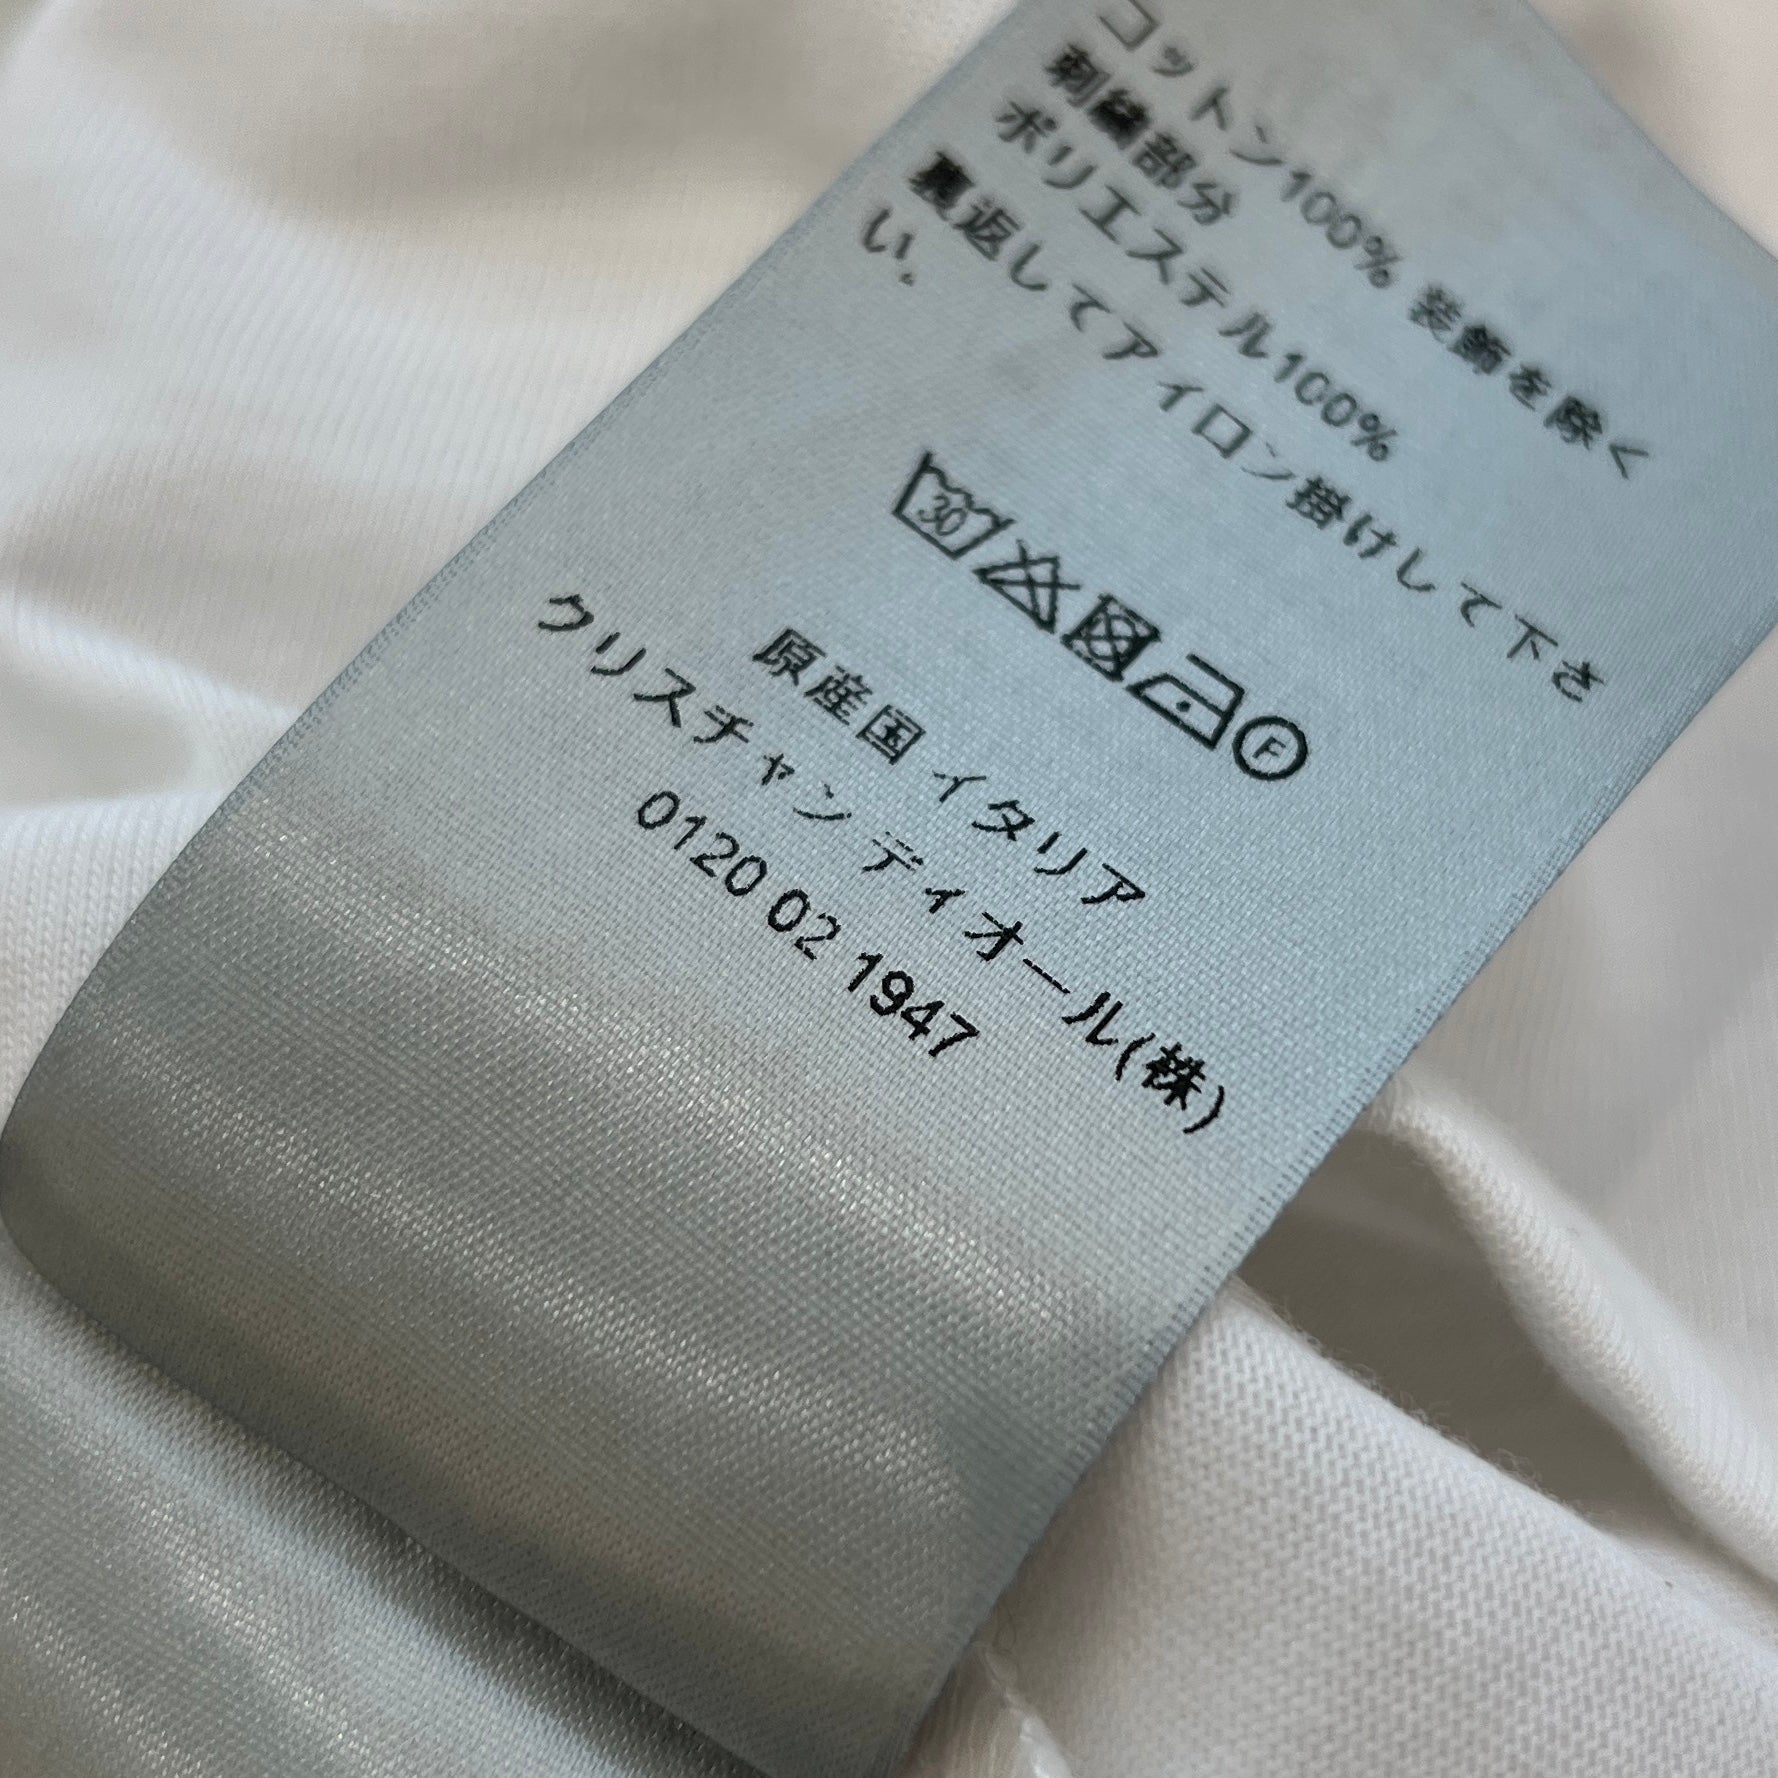 コットン100% 装飾を除く
刺繍部分
ポリエステル100%
裏返してアイロン掛けして下さ
い。
30
F
原産国 イタリア
クリスチャン ディオール(株)
0120 02 1947